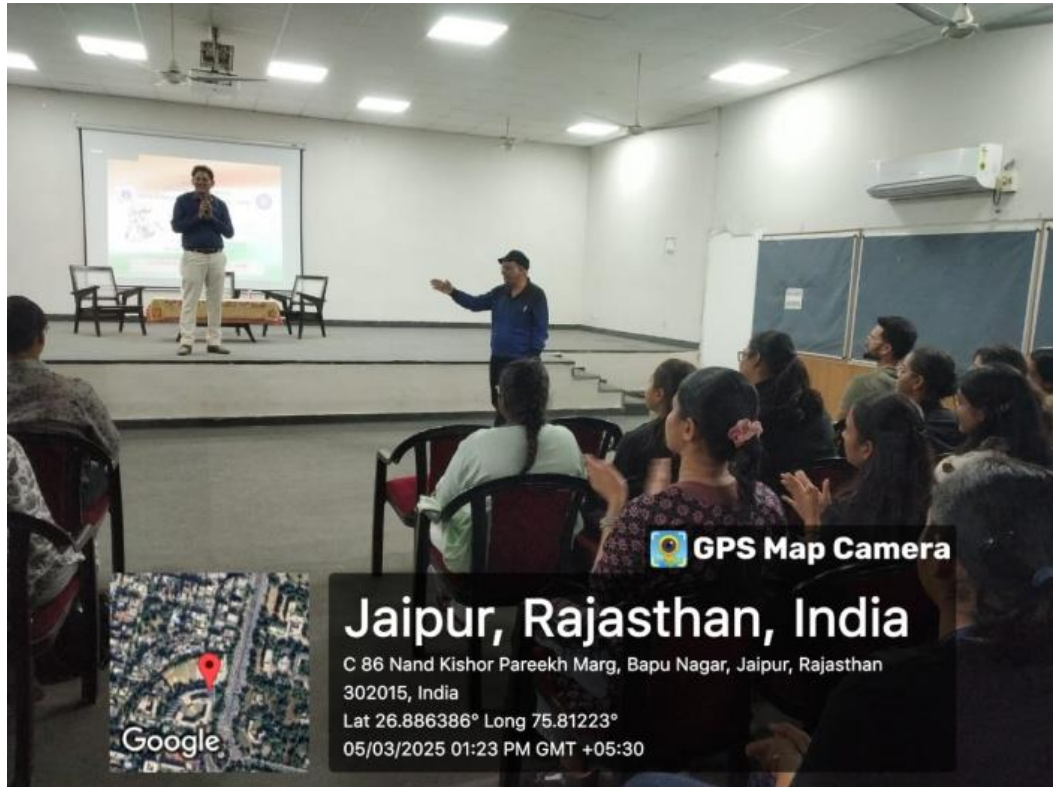 GPS Map Camera
Jaipur, Rajasthan, India
C 86 Nand Kishor Pareekh Marg, Bapu Nagar, Jaipur, Rajasthan
302015, India
Lat 26.886386° Long 75.81223°
05/03/2025 01:23 PM GMT +05:30
Google